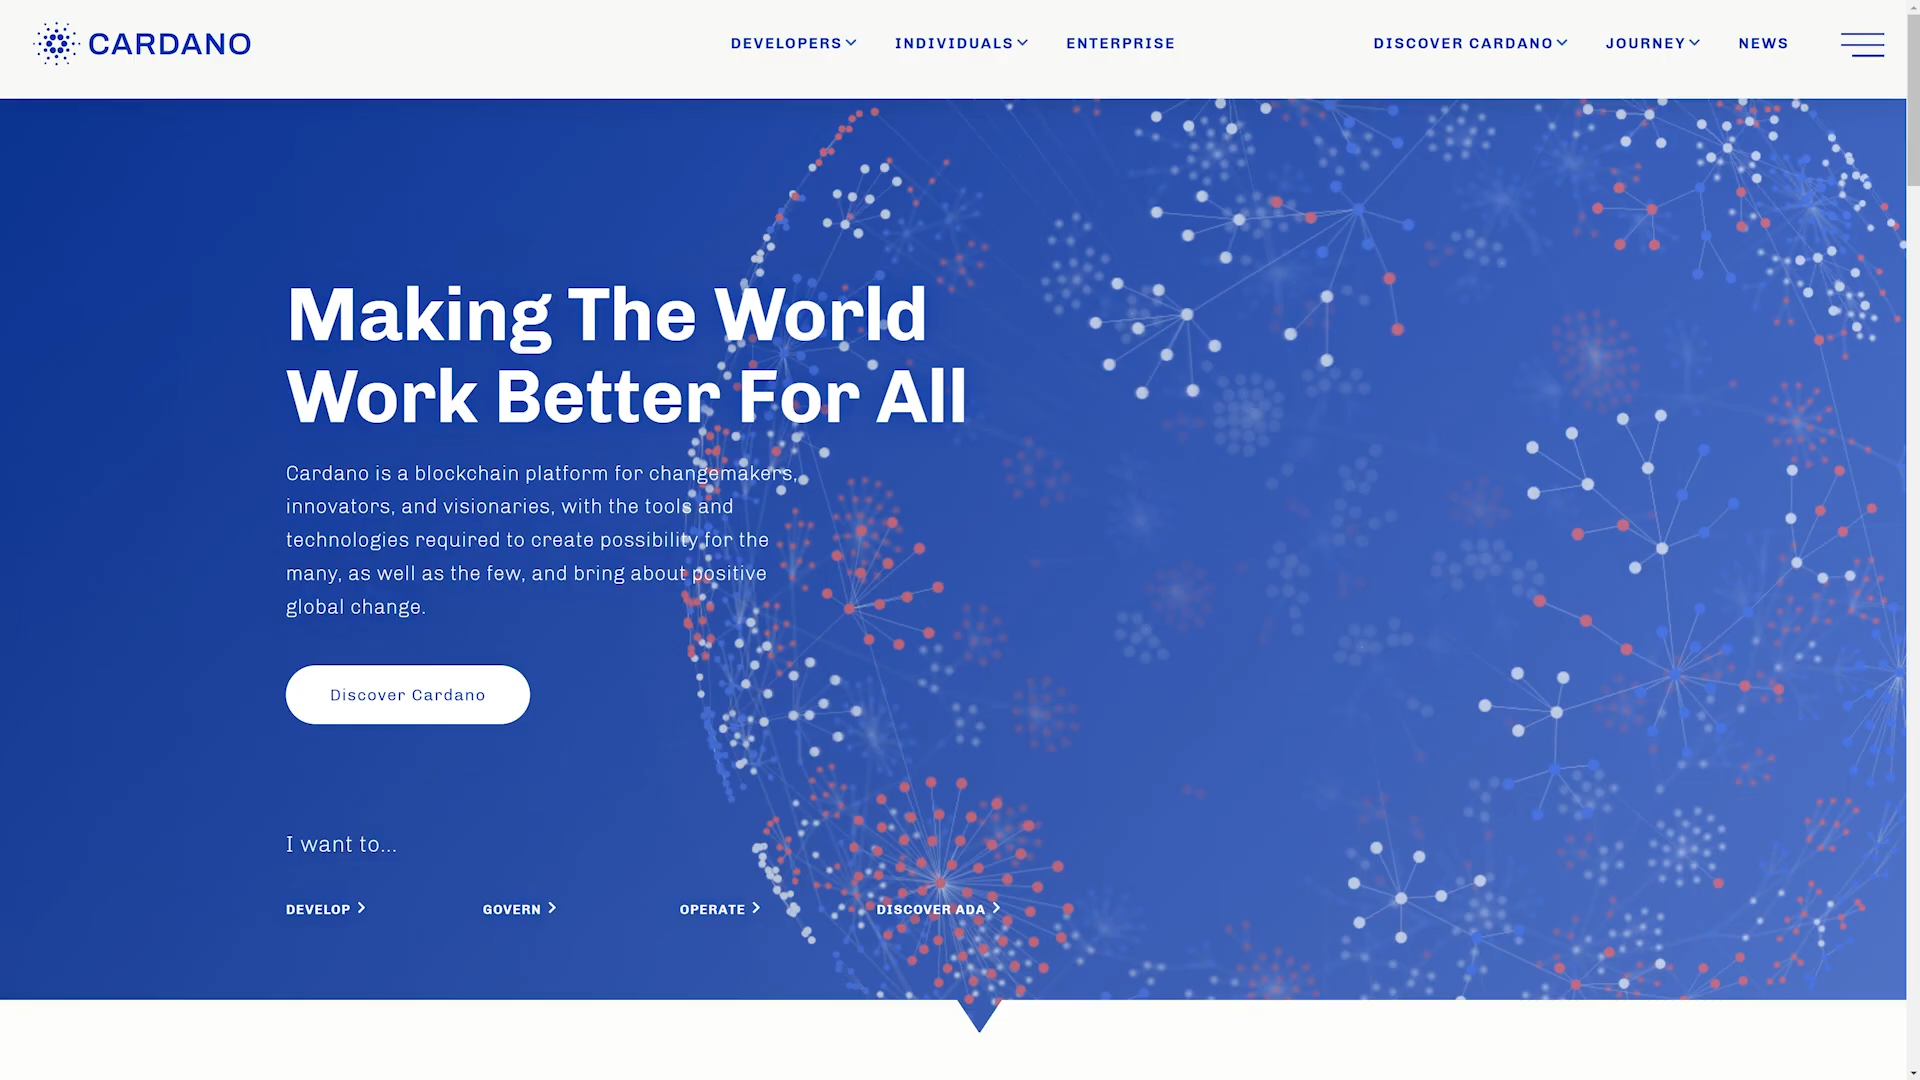 CARDANO
DEVELOPERS
INDIVIDUALS
ENTERPRISE
DISCOVER CARDANO
JOURNEY
NEWS
Making The World
Work Better For All
Cardano is a blockchain platform for changemakers,
innovators, and visionaries, with the tools and
technologies required to create possibility for the
many, as well as the few, and bring about positive
global change.
Discover Cardano
I want to...
DEVELOP
GOVERN
OPERATE
DISCOVER ADA